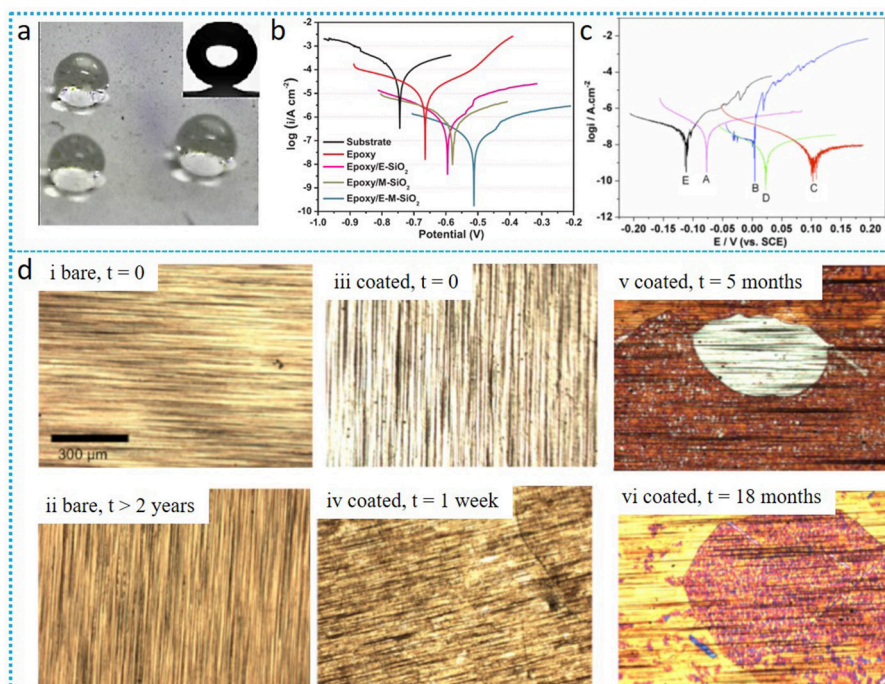 a
b
log (i/A cm⁻²)
-2
-3
-4
-5
-6
-7
-8
-9
-10
Substrate
Epoxy
Epoxy/E-SiO₂
Epoxy/M-SiO₂
Epoxy/E-M-SiO₂
-1.0 -0.9 -0.8 -0.7 -0.6 -0.5 -0.4 -0.3 -0.2
Potential (V)
c
logi / A.cm⁻²
-2
-4
-6
-8
-10
-12
E A B D C
-0.20 -0.15 -0.10 -0.05 0.00 0.05 0.10 0.15 0.20
E / V (vs. SCE)
d
i bare, t = 0
300 µm
iii coated, t = 0
v coated, t = 5 months
ii bare, t > 2 years
iv coated, t = 1 week
vi coated, t = 18 months